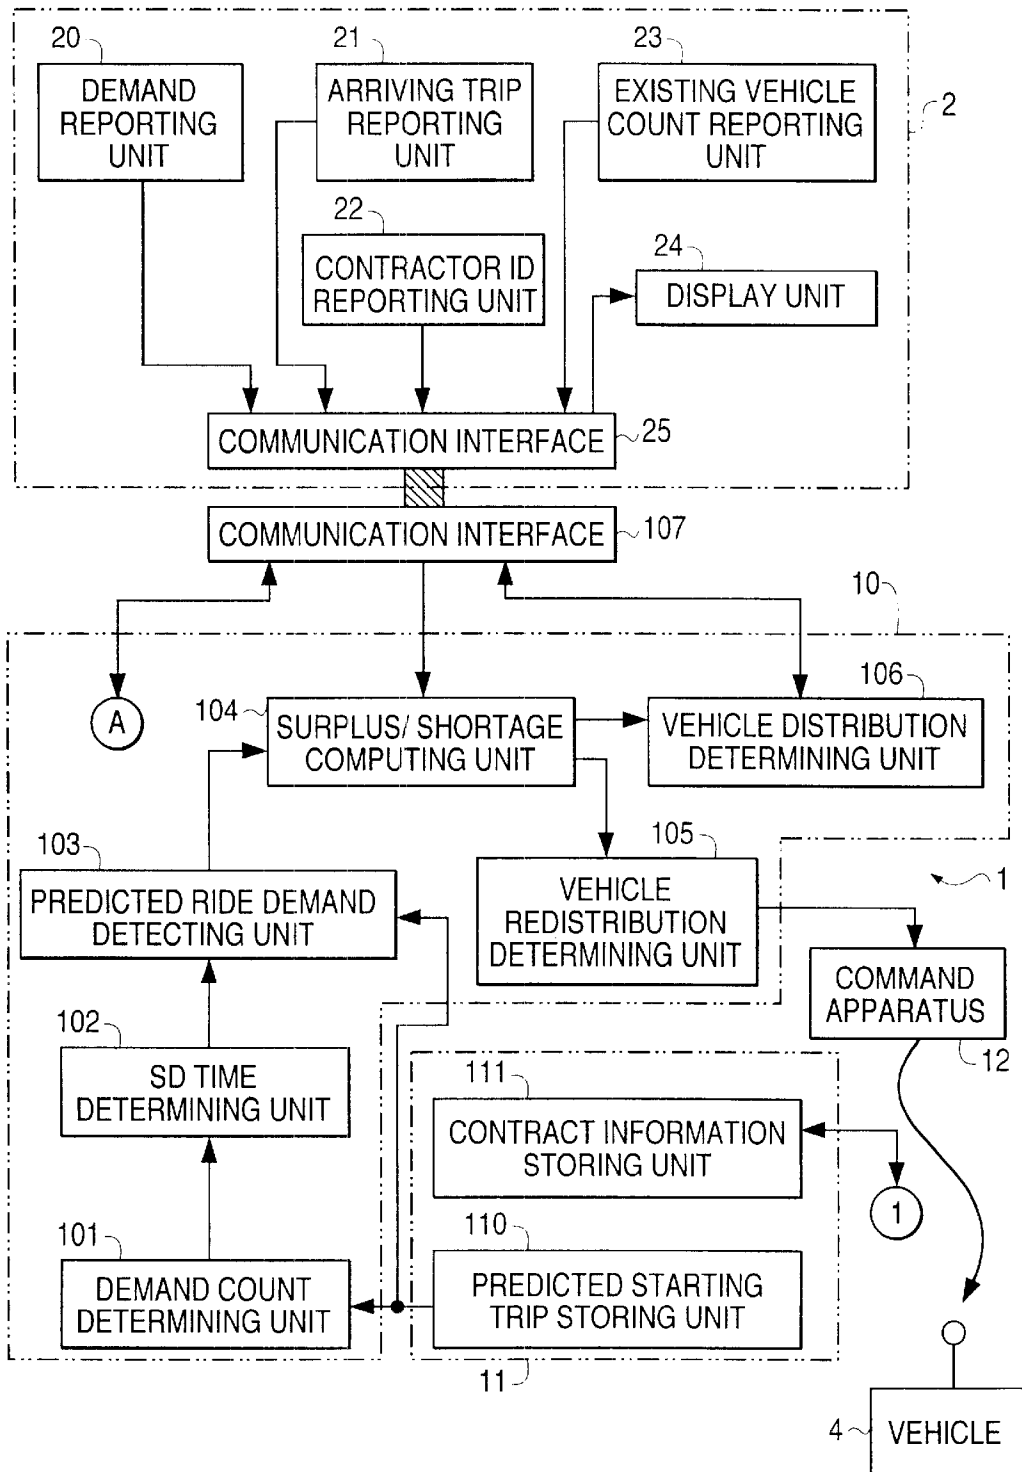 20
DEMAND
REPORTING
UNIT
21
ARRIVING TRIP
REPORTING
UNIT
23
EXISTING VEHICLE
COUNT REPORTING
UNIT
2
22
CONTRACTOR ID
REPORTING UNIT
24
DISPLAY UNIT
COMMUNICATION INTERFACE
25
COMMUNICATION INTERFACE
107
10
A
104
SURPLUS/ SHORTAGE
COMPUTING UNIT
106
VEHICLE DISTRIBUTION
DETERMINING UNIT
103
PREDICTED RIDE DEMAND
DETECTING UNIT
105
VEHICLE
REDISTRIBUTION
DETERMINING UNIT
1
COMMAND
APPARATUS
12
102
SD TIME
DETERMINING UNIT
111
CONTRACT INFORMATION
STORING UNIT
1
101
DEMAND COUNT
DETERMINING UNIT
110
PREDICTED STARTING
TRIP STORING UNIT
11
4
VEHICLE